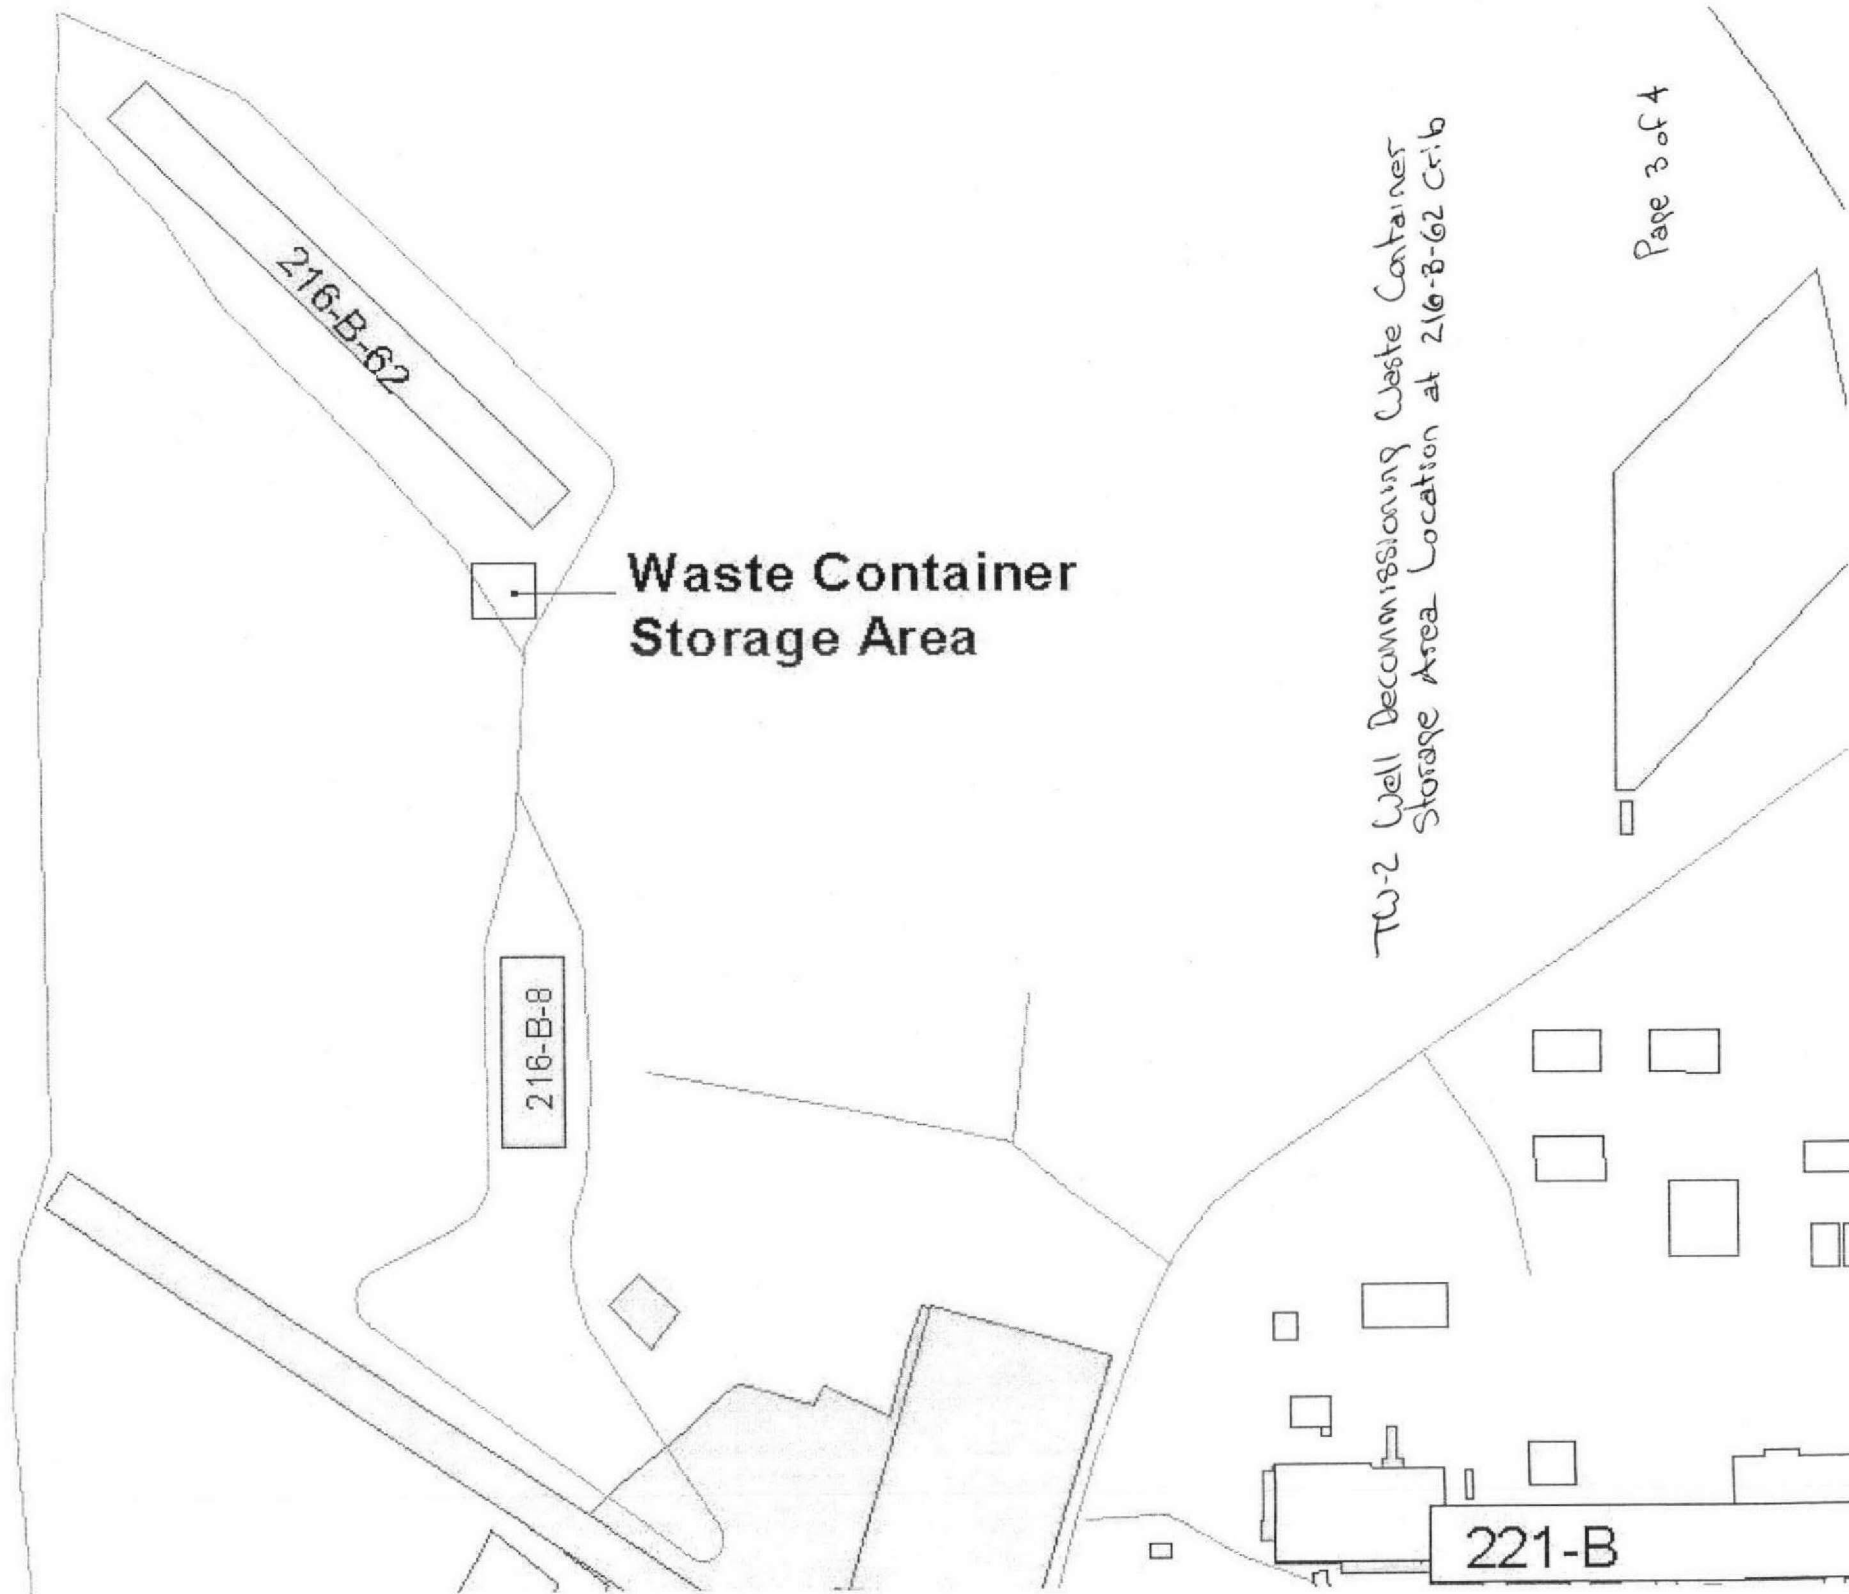 216-B-62
Waste Container
Storage Area
TW-2 Well Decommissioning Waste Container
Storage Area Location at 216-B-62 Crib
Page 3 of 4
216-B-8
221-B